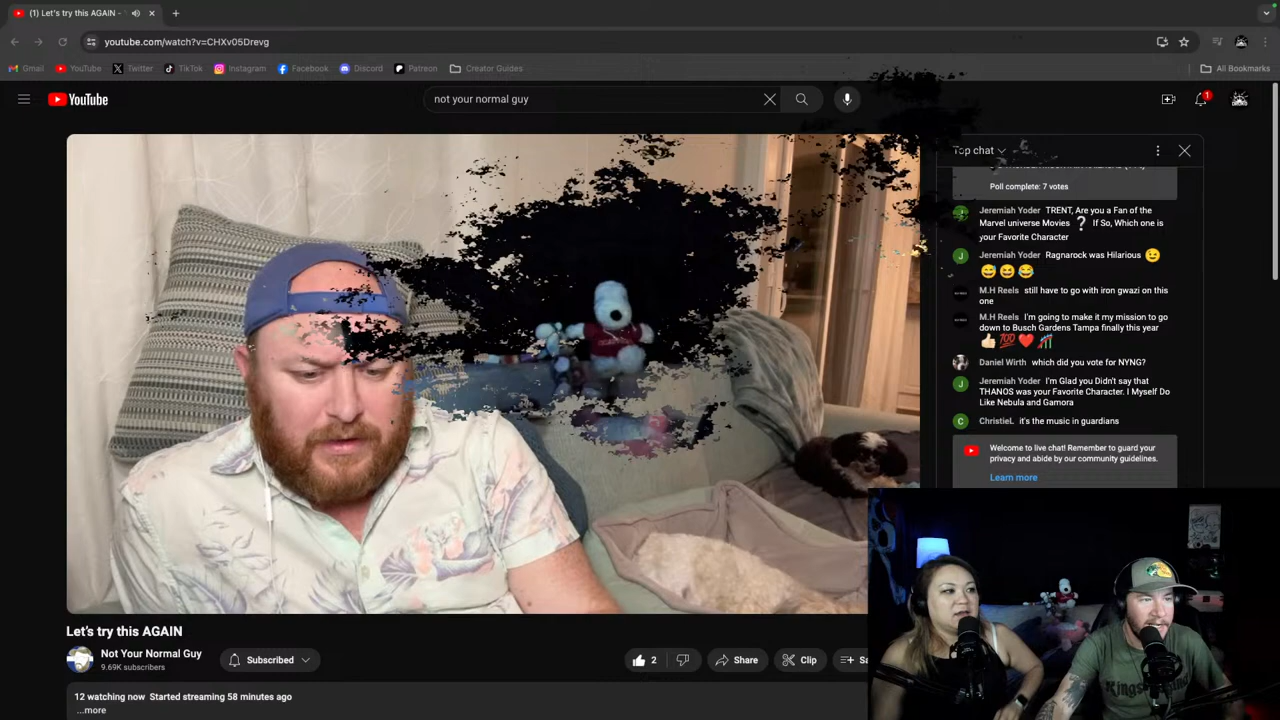 (1) Let's try this AGAIN -
youtube.com/watch?v=CHXv05Drevg
Gmail YouTube Twitter TikTok Instagram Facebook Discord Patreon Creator Guides All Bookmarks
YouTube not your normal guy 1
Top chat
Poll complete: 7 votes
Jeremiah Yoder TRENT, Are you a Fan of the
Marvel universe Movies ❓ If So, Which one is
your Favorite Character
Jeremiah Yoder Ragnarock was Hilarious 😉
😅 😆 😂
M.H Reels still have to go with iron gwazi on this
one
M.H Reels I'm going to make it my mission to go
down to Busch Gardens Tampa finally this year
👍🏻 💯 ❤️ 🎢
Daniel Wirth which did you vote for NYNG?
Jeremiah Yoder I'm Glad you Didn't say that
THANOS was your Favorite Character. I Myself Do
Like Nebula and Gamora
ChristieL it's the music in guardians
Welcome to live chat! Remember to guard your
privacy and abide by our community guidelines.
Learn more
Let's try this AGAIN
Not Your Normal Guy
9.69K subscribers
Subscribed
2 Share Clip Sa
12 watching now Started streaming 58 minutes ago
...more